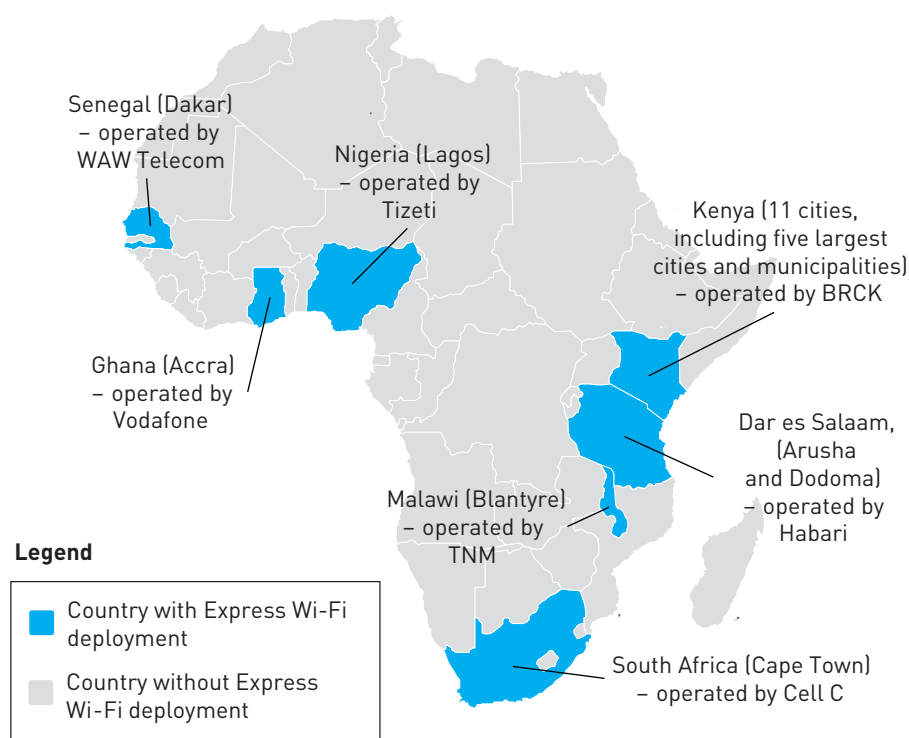 Senegal (Dakar)
– operated by
WAW Telecom
Nigeria (Lagos)
– operated by
Tizeti
Kenya (11 cities,
including five largest
cities and municipalities)
– operated by BRCK
Ghana (Accra)
– operated by
Vodafone
Dar es Salaam,
(Arusha
and Dodoma)
– operated by
Habari
Malawi (Blantyre)
– operated by
TNM
South Africa (Cape Town)
– operated by Cell C
Legend
Country with Express Wi-Fi
deployment
Country without Express
Wi-Fi deployment